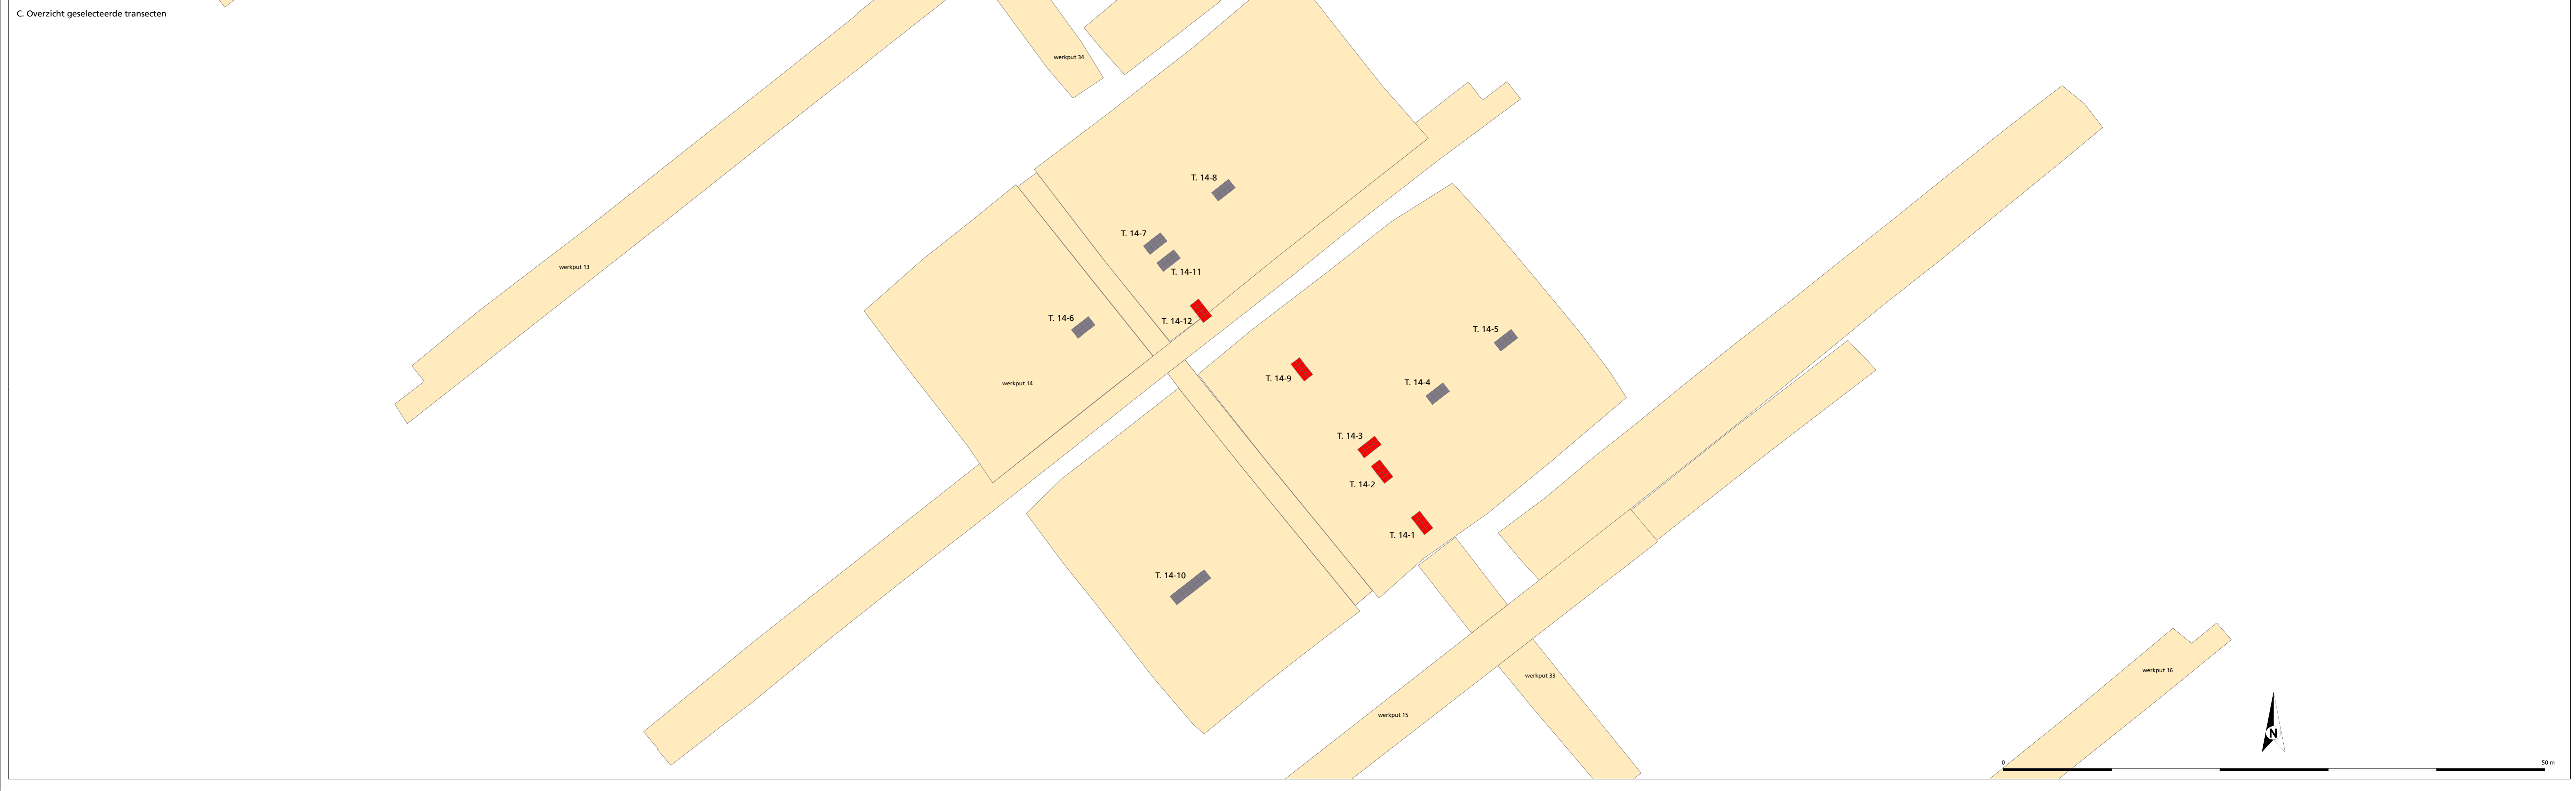 C. Overzicht geselecteerde transecten
werkput 34
T. 14-8
T. 14-7
werkput 13
T. 14-11
T. 14-6
T. 14-12
T. 14-5
T. 14-9
T. 14-4
werkput 14
T. 14-3
T. 14-2
T. 14-1
T. 14-10
werkput 16
werkput 33
werkput 15
N
0 50 m